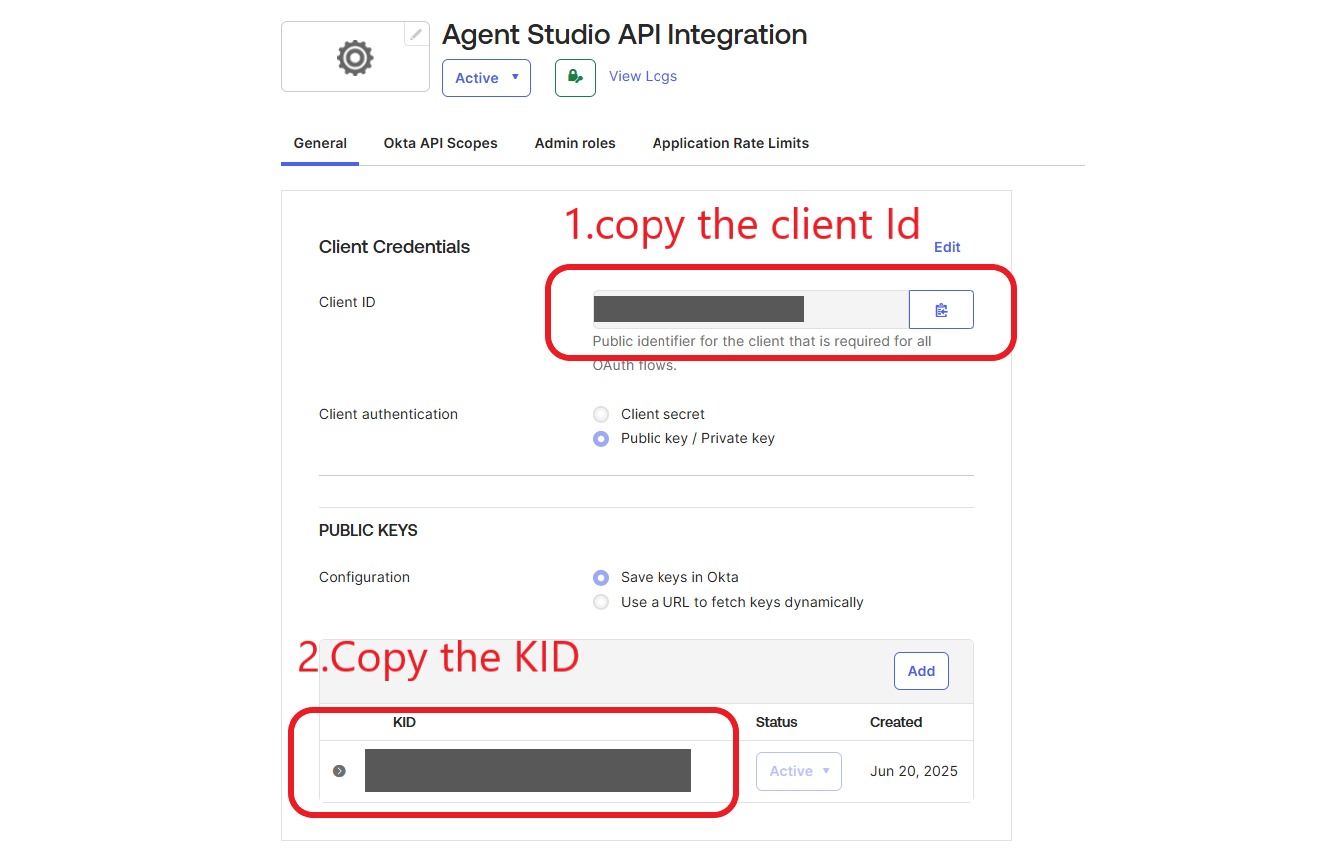 Agent Studio API Integration
Active
View Logs
General Okta API Scopes Admin roles Application Rate Limits
1.copy the client Id
Client Credentials Edit
Client ID
Public identifier for the client that is required for all
OAuth flows.
Client authentication Client secret
Public key / Private key
PUBLIC KEYS
Configuration Save keys in Okta
Use a URL to fetch keys dynamically
2.Copy the KID
Add
KID Status Created
Active Jun 20, 2025